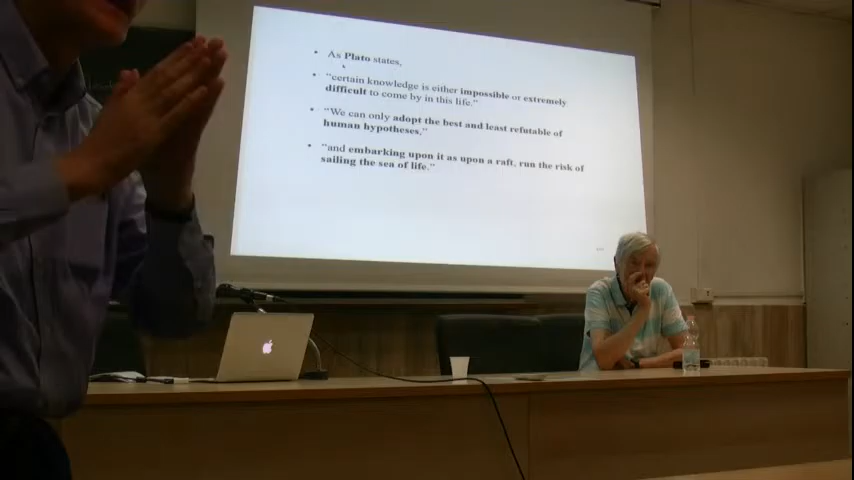 • As Plato states,
• "certain knowledge is either impossible or extremely
difficult to come by in this life."
• "We can only adopt the best and least refutable of
human hypotheses,"
• "and embarking upon it as upon a raft, run the risk of
sailing the sea of life."